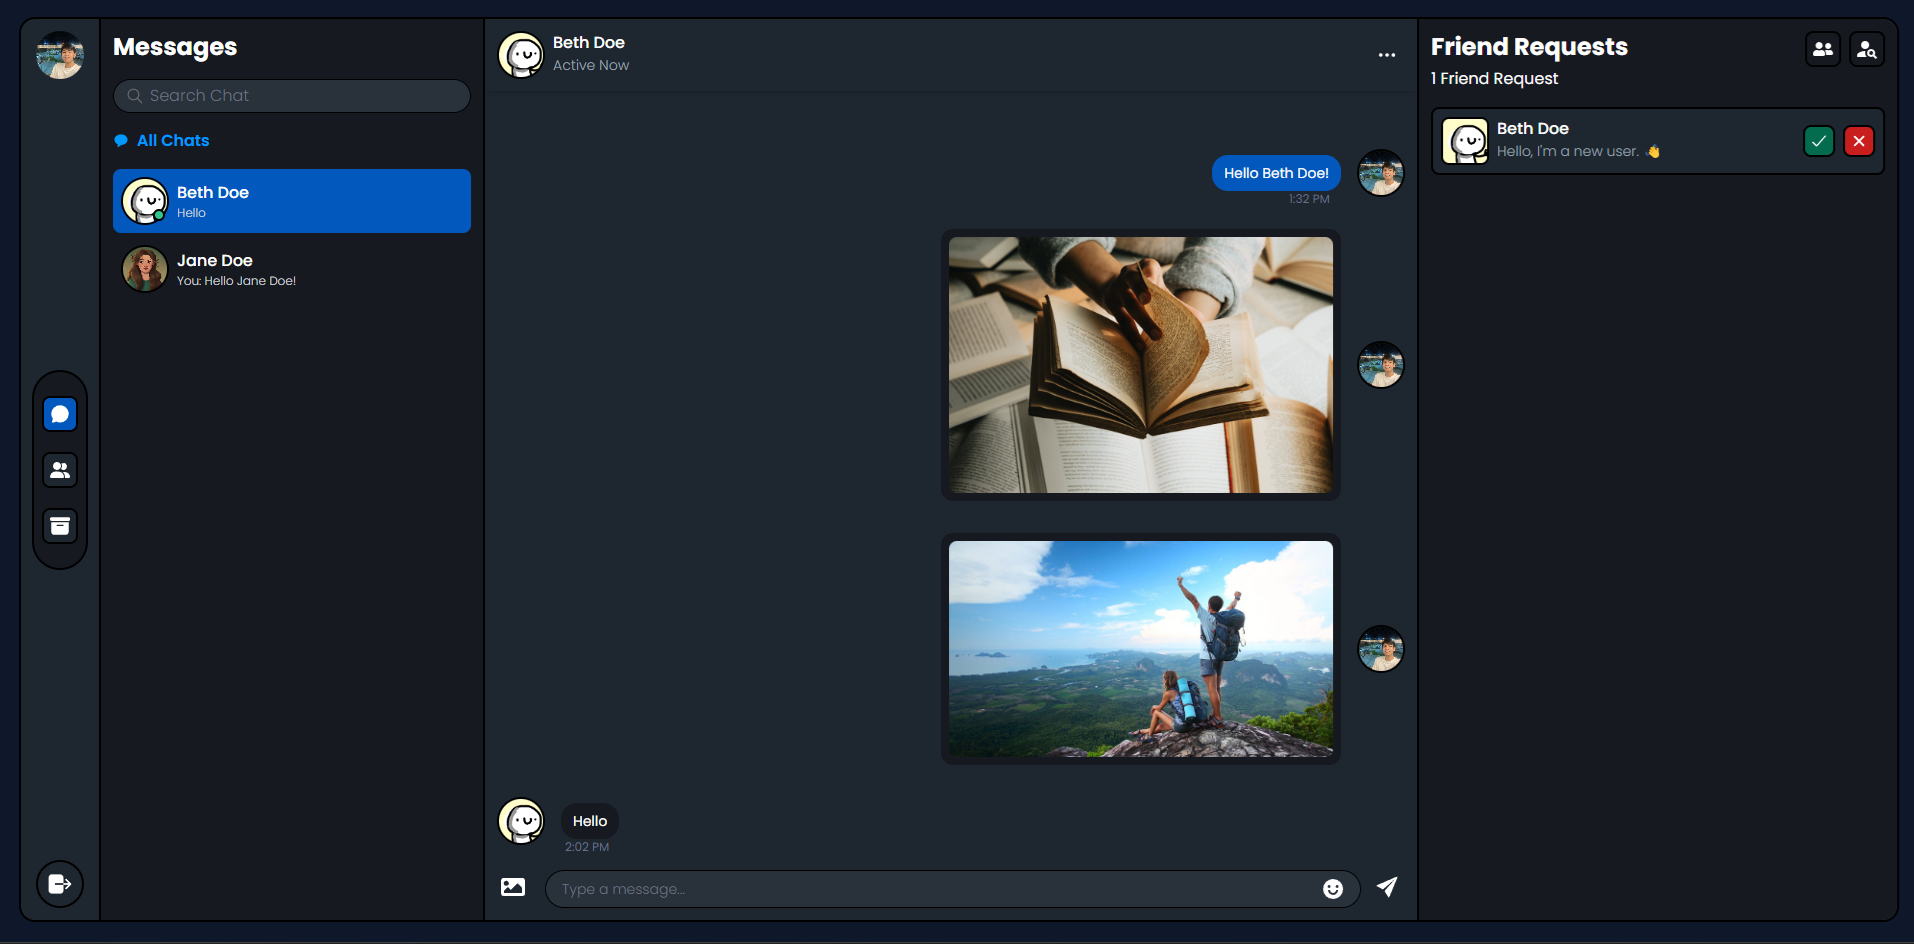 Messages
Search Chat
All Chats
Beth Doe
Hello
Jane Doe
You: Hello Jane Doe!
Beth Doe
Active Now
Hello Beth Doe!
1:32 PM
Hello
2:02 PM
Type a message...
Friend Requests
1 Friend Request
Beth Doe
Hello, I'm a new user. 👋